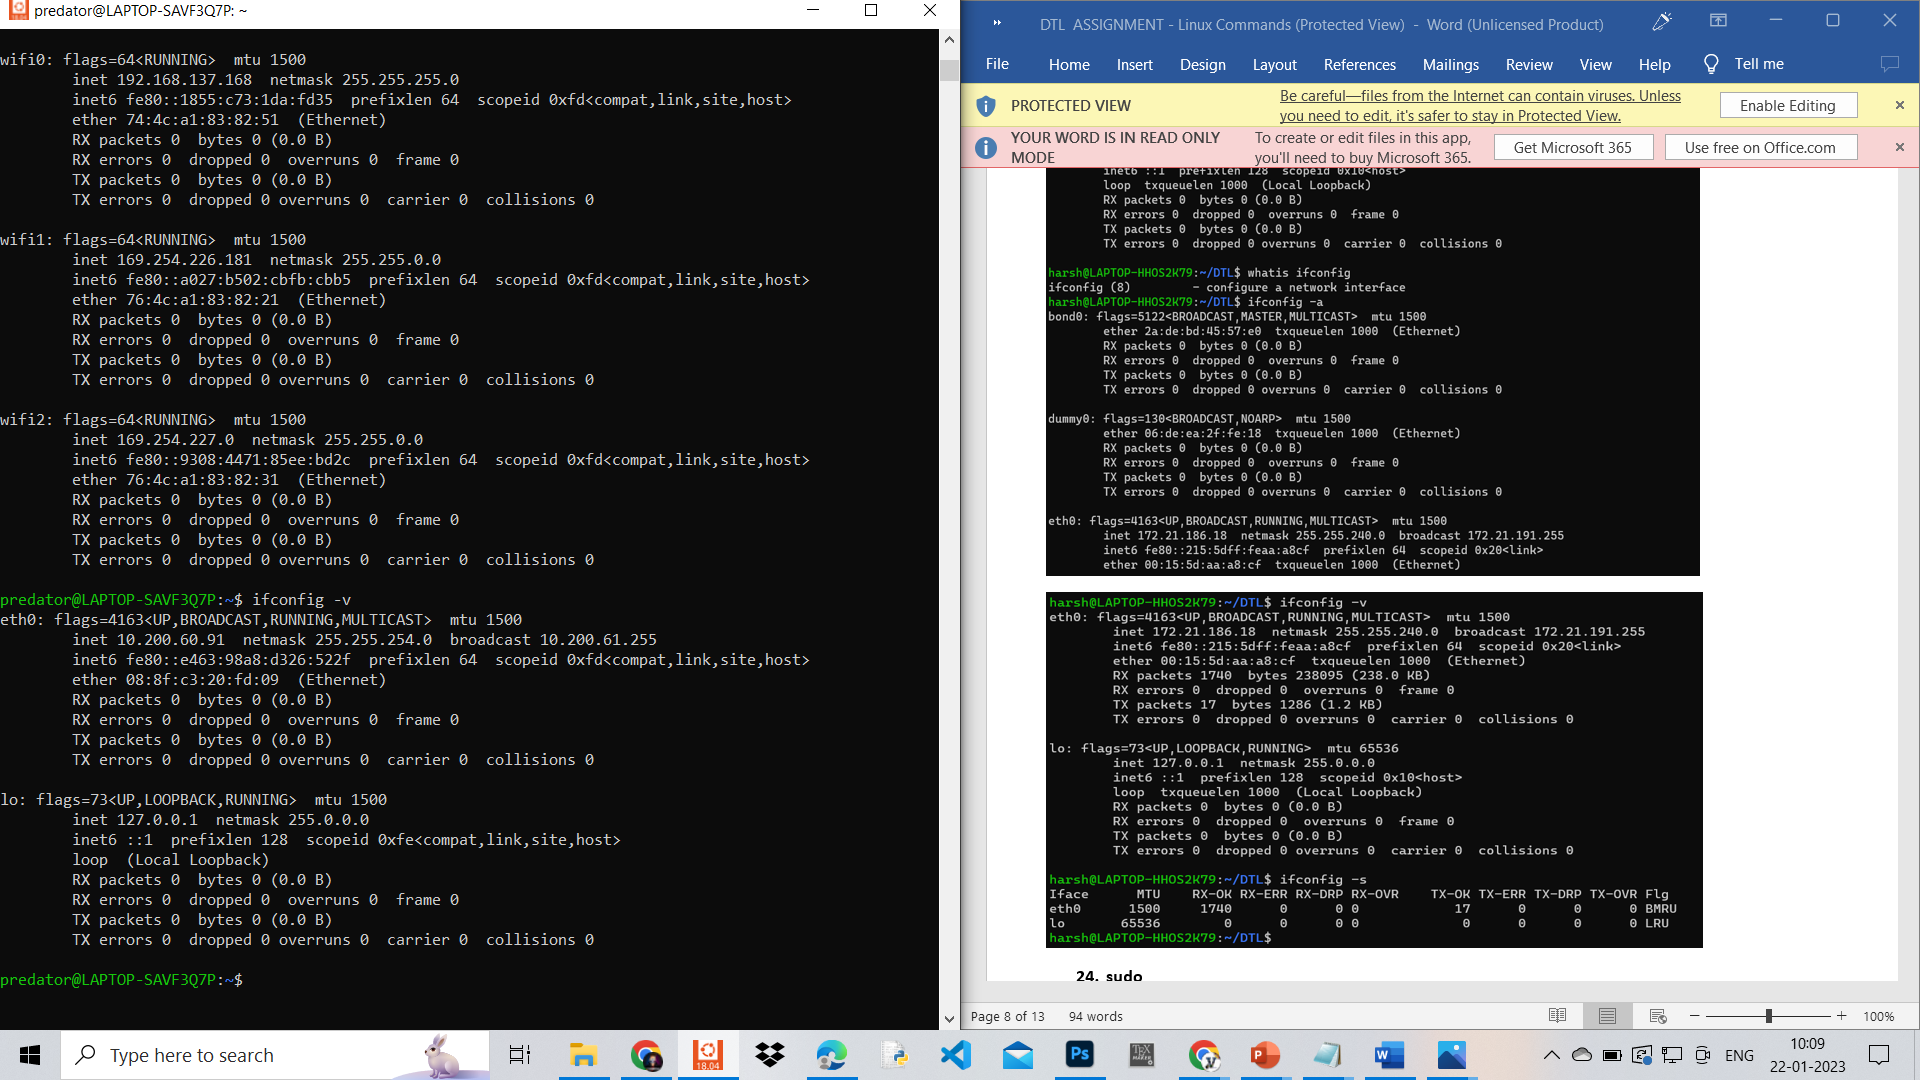 predator@LAPTOP-SAVF3Q7P: ~
wifi0: flags=64<RUNNING>  mtu 1500
        inet 192.168.137.168  netmask 255.255.255.0
        inet6 fe80::1855:c73:1da:fd35  prefixlen 64  scopeid 0xfd<compat,link,site,host>
        ether 74:4c:a1:83:82:51  (Ethernet)
        RX packets 0  bytes 0 (0.0 B)
        RX errors 0  dropped 0  overruns 0  frame 0
        TX packets 0  bytes 0 (0.0 B)
        TX errors 0  dropped 0 overruns 0  carrier 0  collisions 0
wifi1: flags=64<RUNNING>  mtu 1500
        inet 169.254.226.181  netmask 255.255.0.0
        inet6 fe80::a027:b502:cbfb:cbb5  prefixlen 64  scopeid 0xfd<compat,link,site,host>
        ether 76:4c:a1:83:82:21  (Ethernet)
        RX packets 0  bytes 0 (0.0 B)
        RX errors 0  dropped 0  overruns 0  frame 0
        TX packets 0  bytes 0 (0.0 B)
        TX errors 0  dropped 0 overruns 0  carrier 0  collisions 0
wifi2: flags=64<RUNNING>  mtu 1500
        inet 169.254.227.0  netmask 255.255.0.0
        inet6 fe80::9308:4471:85ee:bd2c  prefixlen 64  scopeid 0xfd<compat,link,site,host>
        ether 76:4c:a1:83:82:31  (Ethernet)
        RX packets 0  bytes 0 (0.0 B)
        RX errors 0  dropped 0  overruns 0  frame 0
        TX packets 0  bytes 0 (0.0 B)
        TX errors 0  dropped 0 overruns 0  carrier 0  collisions 0
predator@LAPTOP-SAVF3Q7P:~$ ifconfig -v
eth0: flags=4163<UP,BROADCAST,RUNNING,MULTICAST>  mtu 1500
        inet 10.200.60.91  netmask 255.255.254.0  broadcast 10.200.61.255
        inet6 fe80::e463:98a8:d326:522f  prefixlen 64  scopeid 0xfd<compat,link,site,host>
        ether 08:8f:c3:20:fd:09  (Ethernet)
        RX packets 0  bytes 0 (0.0 B)
        RX errors 0  dropped 0  overruns 0  frame 0
        TX packets 0  bytes 0 (0.0 B)
        TX errors 0  dropped 0 overruns 0  carrier 0  collisions 0
lo: flags=73<UP,LOOPBACK,RUNNING>  mtu 1500
        inet 127.0.0.1  netmask 255.0.0.0
        inet6 ::1  prefixlen 128  scopeid 0xfe<compat,link,site,host>
        loop  (Local Loopback)
        RX packets 0  bytes 0 (0.0 B)
        RX errors 0  dropped 0  overruns 0  frame 0
        TX packets 0  bytes 0 (0.0 B)
        TX errors 0  dropped 0 overruns 0  carrier 0  collisions 0
predator@LAPTOP-SAVF3Q7P:~$
DTL ASSIGNMENT - Linux Commands (Protected View) - Word (Unlicensed Product)
File Home Insert Design Layout References Mailings Review View Help Tell me
PROTECTED VIEW
Be careful—files from the Internet can contain viruses. Unless
you need to edit, it's safer to stay in Protected View.
Enable Editing
YOUR WORD IS IN READ ONLY
MODE
To create or edit files in this app,
you'll need to buy Microsoft 365.
Get Microsoft 365
Use free on Office.com
        inet6 ::1  prefixlen 128  scopeid 0x10<host>
        loop  txqueuelen 1000  (Local Loopback)
        RX packets 0  bytes 0 (0.0 B)
        RX errors 0  dropped 0  overruns 0  frame 0
        TX packets 0  bytes 0 (0.0 B)
        TX errors 0  dropped 0 overruns 0  carrier 0  collisions 0
harsh@LAPTOP-HHOS2K79:~/DTL$ whatis ifconfig
ifconfig (8)         - configure a network interface
harsh@LAPTOP-HHOS2K79:~/DTL$ ifconfig -a
bond0: flags=5122<BROADCAST,MASTER,MULTICAST>  mtu 1500
        ether 2a:de:bd:45:57:e0  txqueuelen 1000  (Ethernet)
        RX packets 0  bytes 0 (0.0 B)
        RX errors 0  dropped 0  overruns 0  frame 0
        TX packets 0  bytes 0 (0.0 B)
        TX errors 0  dropped 0 overruns 0  carrier 0  collisions 0
dummy0: flags=130<BROADCAST,NOARP>  mtu 1500
        ether 06:de:ea:2f:fe:18  txqueuelen 1000  (Ethernet)
        RX packets 0  bytes 0 (0.0 B)
        RX errors 0  dropped 0  overruns 0  frame 0
        TX packets 0  bytes 0 (0.0 B)
        TX errors 0  dropped 0 overruns 0  carrier 0  collisions 0
eth0: flags=4163<UP,BROADCAST,RUNNING,MULTICAST>  mtu 1500
        inet 172.21.186.18  netmask 255.255.240.0  broadcast 172.21.191.255
        inet6 fe80::215:5dff:feaa:a8cf  prefixlen 64  scopeid 0x20<link>
        ether 00:15:5d:aa:a8:cf  txqueuelen 1000  (Ethernet)
harsh@LAPTOP-HHOS2K79:~/DTL$ ifconfig -v
eth0: flags=4163<UP,BROADCAST,RUNNING,MULTICAST>  mtu 1500
        inet 172.21.186.18  netmask 255.255.240.0  broadcast 172.21.191.255
        inet6 fe80::215:5dff:feaa:a8cf  prefixlen 64  scopeid 0x20<link>
        ether 00:15:5d:aa:a8:cf  txqueuelen 1000  (Ethernet)
        RX packets 1740  bytes 238095 (238.0 KB)
        RX errors 0  dropped 0  overruns 0  frame 0
        TX packets 17  bytes 1286 (1.2 KB)
        TX errors 0  dropped 0 overruns 0  carrier 0  collisions 0
lo: flags=73<UP,LOOPBACK,RUNNING>  mtu 65536
        inet 127.0.0.1  netmask 255.0.0.0
        inet6 ::1  prefixlen 128  scopeid 0x10<host>
        loop  txqueuelen 1000  (Local Loopback)
        RX packets 0  bytes 0 (0.0 B)
        RX errors 0  dropped 0  overruns 0  frame 0
        TX packets 0  bytes 0 (0.0 B)
        TX errors 0  dropped 0 overruns 0  carrier 0  collisions 0
harsh@LAPTOP-HHOS2K79:~/DTL$ ifconfig -s
Iface      MTU    RX-OK RX-ERR RX-DRP RX-OVR    TX-OK TX-ERR TX-DRP TX-OVR Flg
eth0      1500     1740      0      0 0            17      0      0      0 BMRU
lo       65536        0      0      0 0             0      0      0      0 LRU
harsh@LAPTOP-HHOS2K79:~/DTL$
24. sudo
Page 8 of 13 94 words 100%
Type here to search
18.04
Ps
TEX MAKER
ENG
10:09
22-01-2023